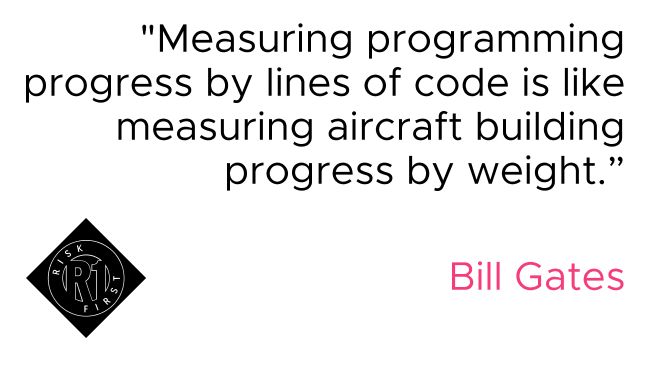 "Measuring programming
progress by lines of code is like
measuring aircraft building
progress by weight.”
RISK
R1
FIRST
Bill Gates